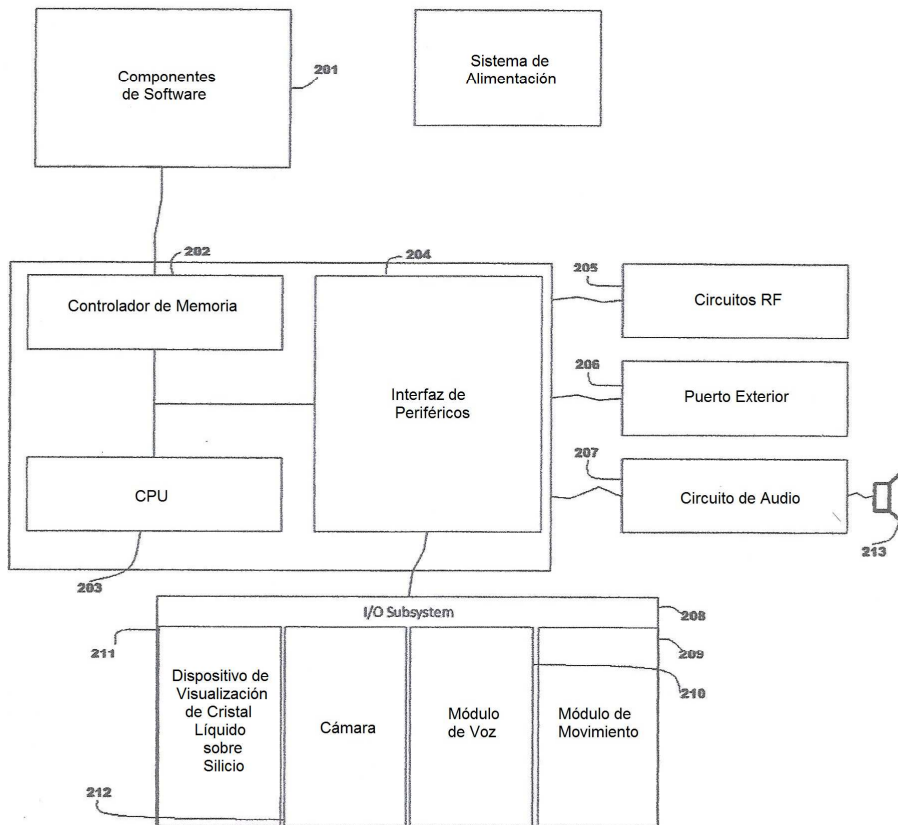 Componentes
de Software
201
Sistema de
Alimentación
202
204
Controlador de Memoria
Interfaz de
Periféricos
CPU
203
205
Circuitos RF
206
Puerto Exterior
207
Circuito de Audio
213
I/O Subsystem
208
211
209
210
Dispositivo de
Visualización
de Cristal
Líquido
sobre
Silicio
Cámara
Módulo
de Voz
Módulo de
Movimiento
212